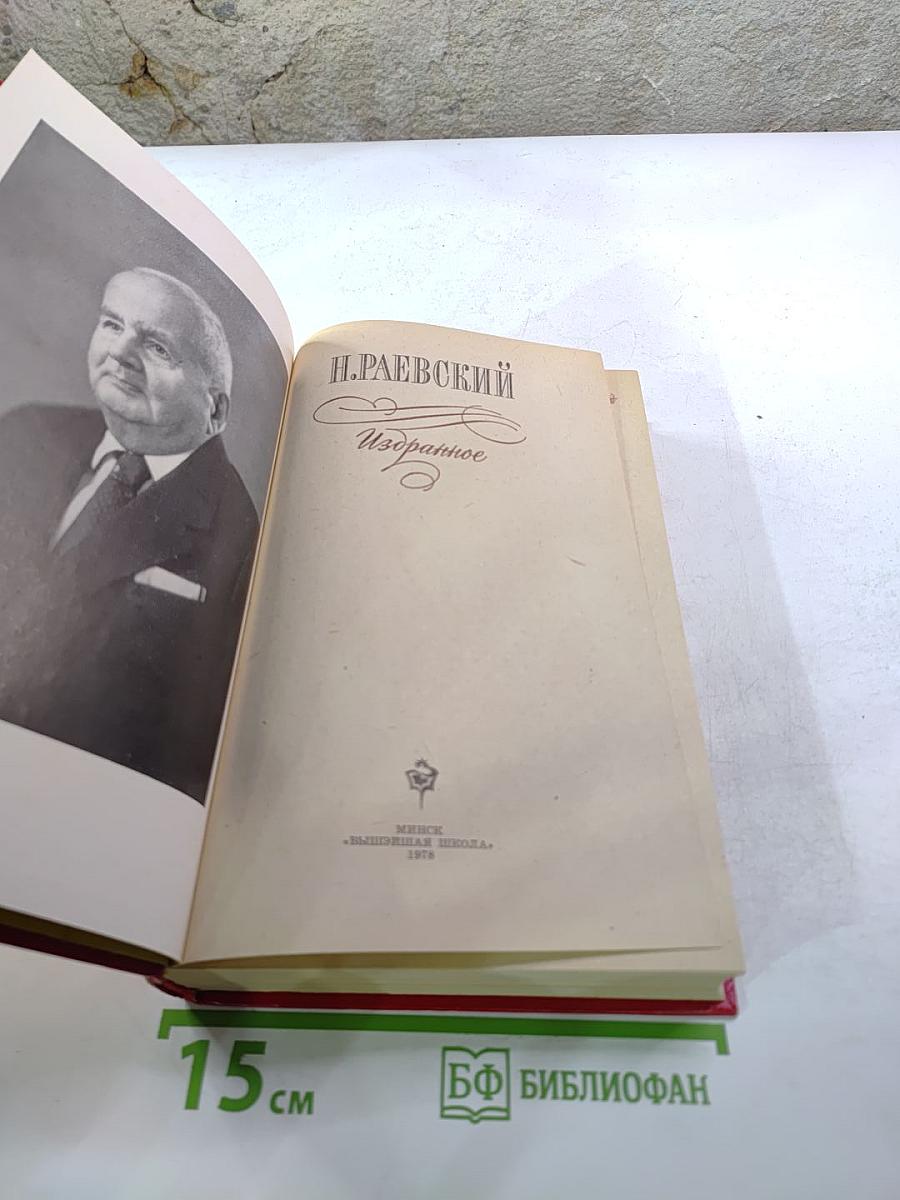 Н.РАЕВСКИЙ
Избранное
МИНСК
«ВЫШЭЙШАЯ ШКОЛА»
1978
15 см
БФ БИБЛИОФАН